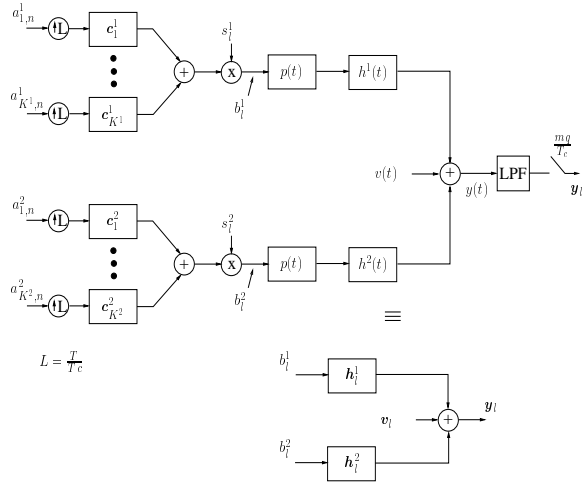 a^1_{1,n} ↑L c^1_1 s^1_l
+ x p(t) h^1(t)
a^1_{K^1,n} ↑L c^1_{K^1} b^1_l
v(t) + y(t) LPF mq/T_c y_l
a^2_{1,n} ↑L c^2_1 s^2_l
+ x p(t) h^2(t)
a^2_{K^2,n} ↑L c^2_{K^2} b^2_l
≡
L = T/Tc
b^1_l h^1_l
v_l + y_l
b^2_l h^2_l